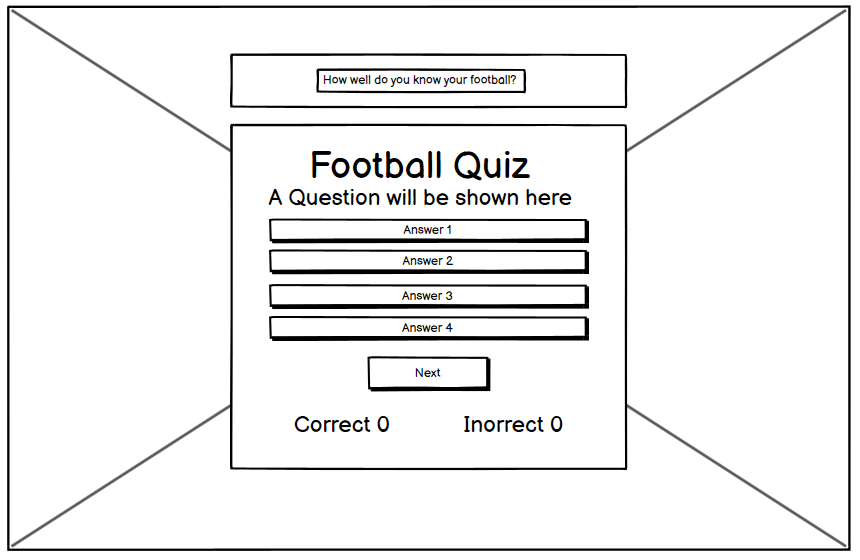 How well do you know your football?
Football Quiz
A Question will be shown here
Answer 1
Answer 2
Answer 3
Answer 4
Next
Correct 0 Inorrect 0